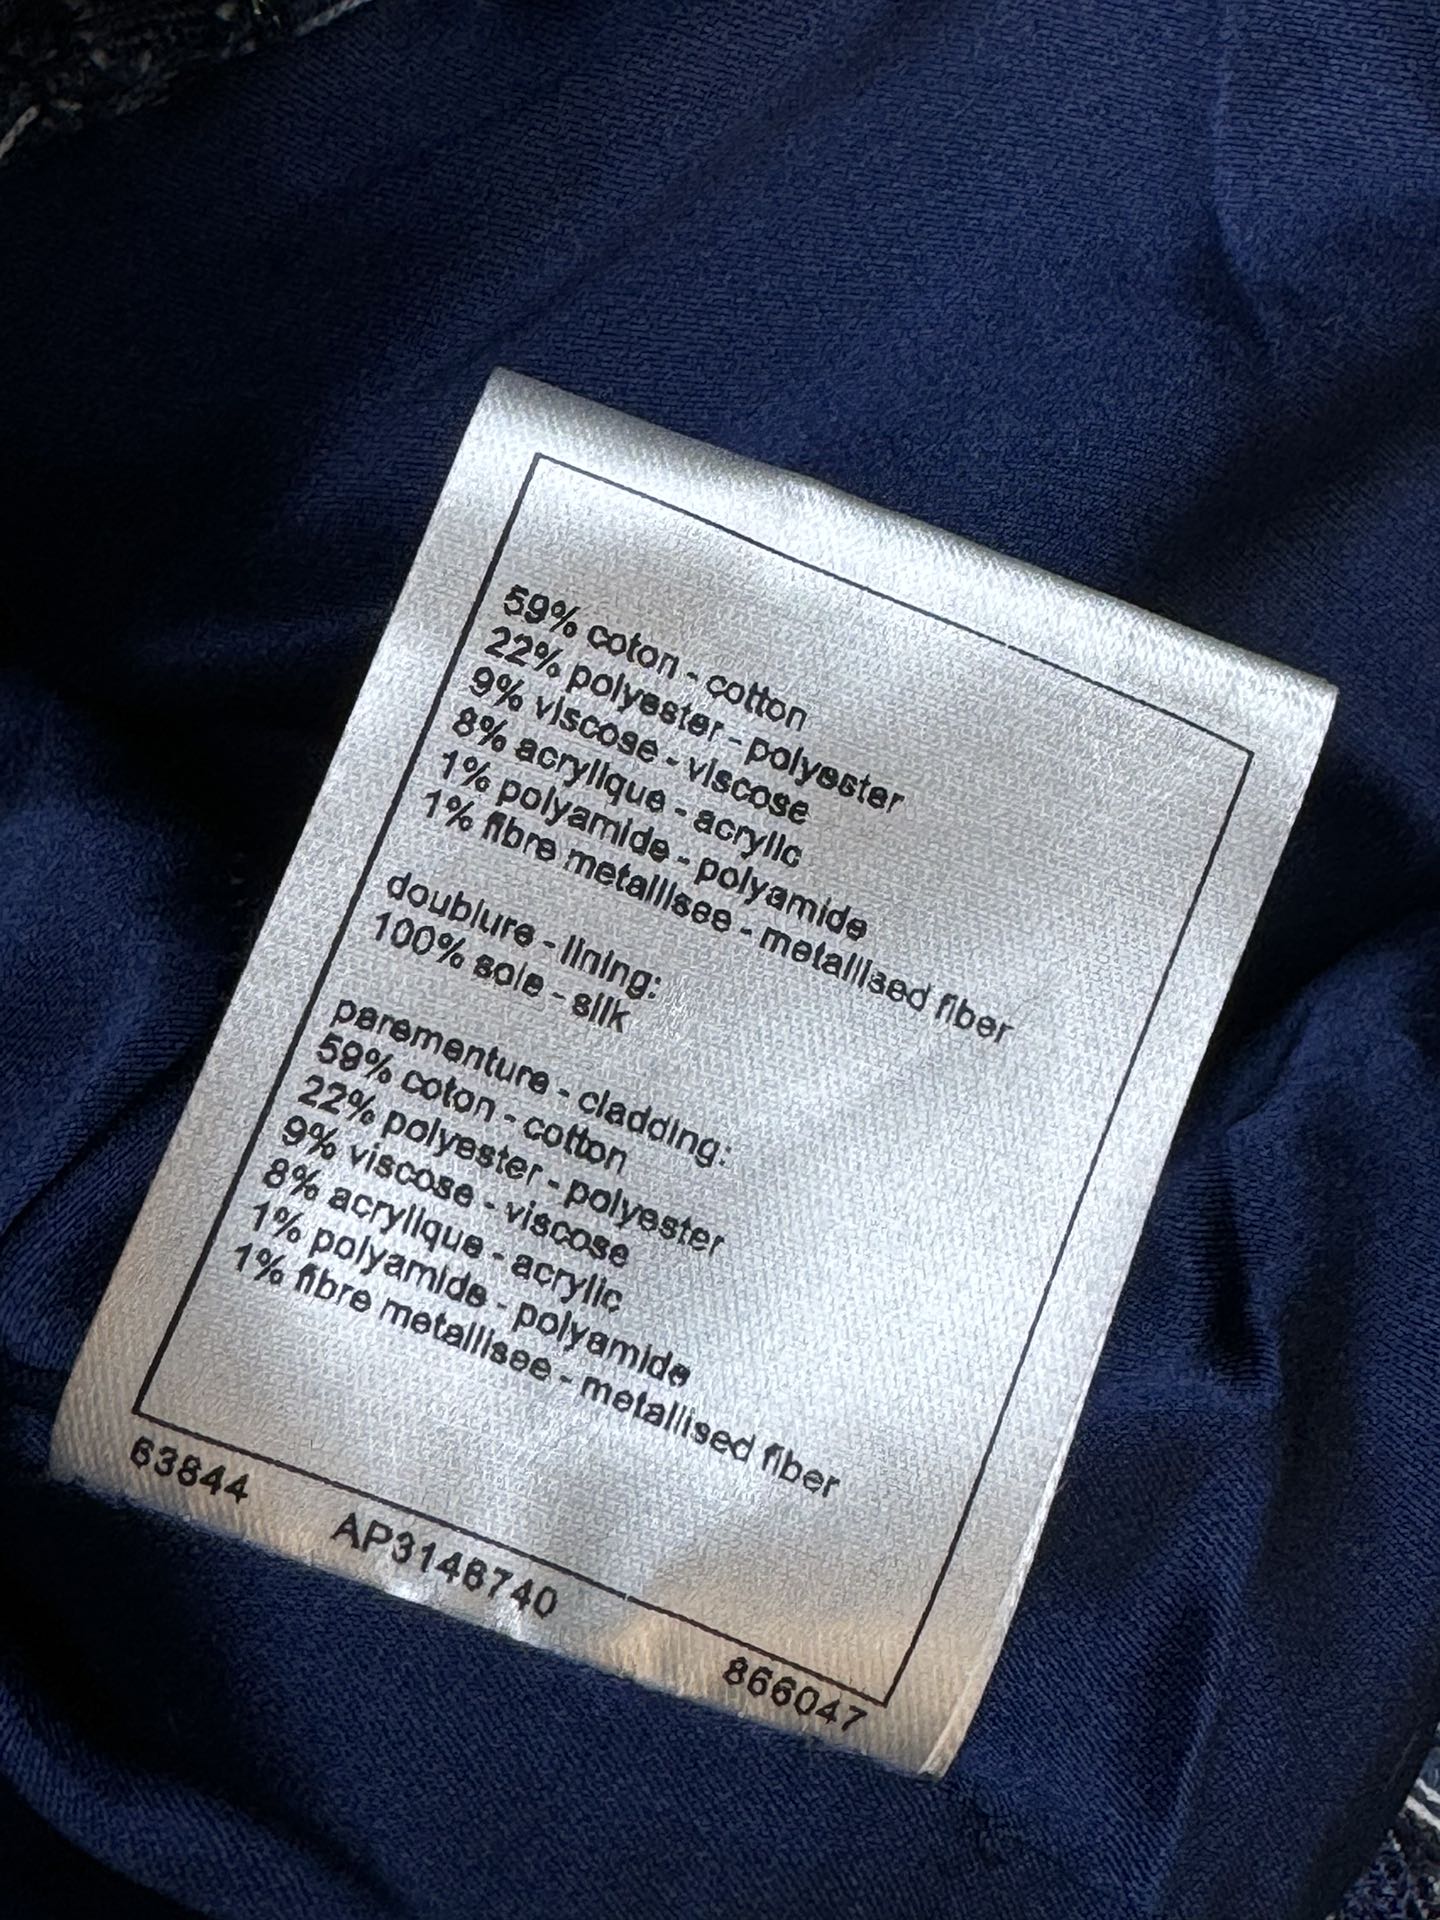 59% coton - cotton
22% polyester - polyester
9% viscose - viscose
8% acrylique - acrylic
1% polyamide - polyamide
1% fibre metallisee - metallised fiber
doublure - lining:
100% soie - silk
parementure - cladding:
59% coton - cotton
22% polyester - polyester
9% viscose - viscose
8% acrylique - acrylic
1% polyamide - polyamide
1% fibre metallisee - metallised fiber
63844 AP3146740 866047